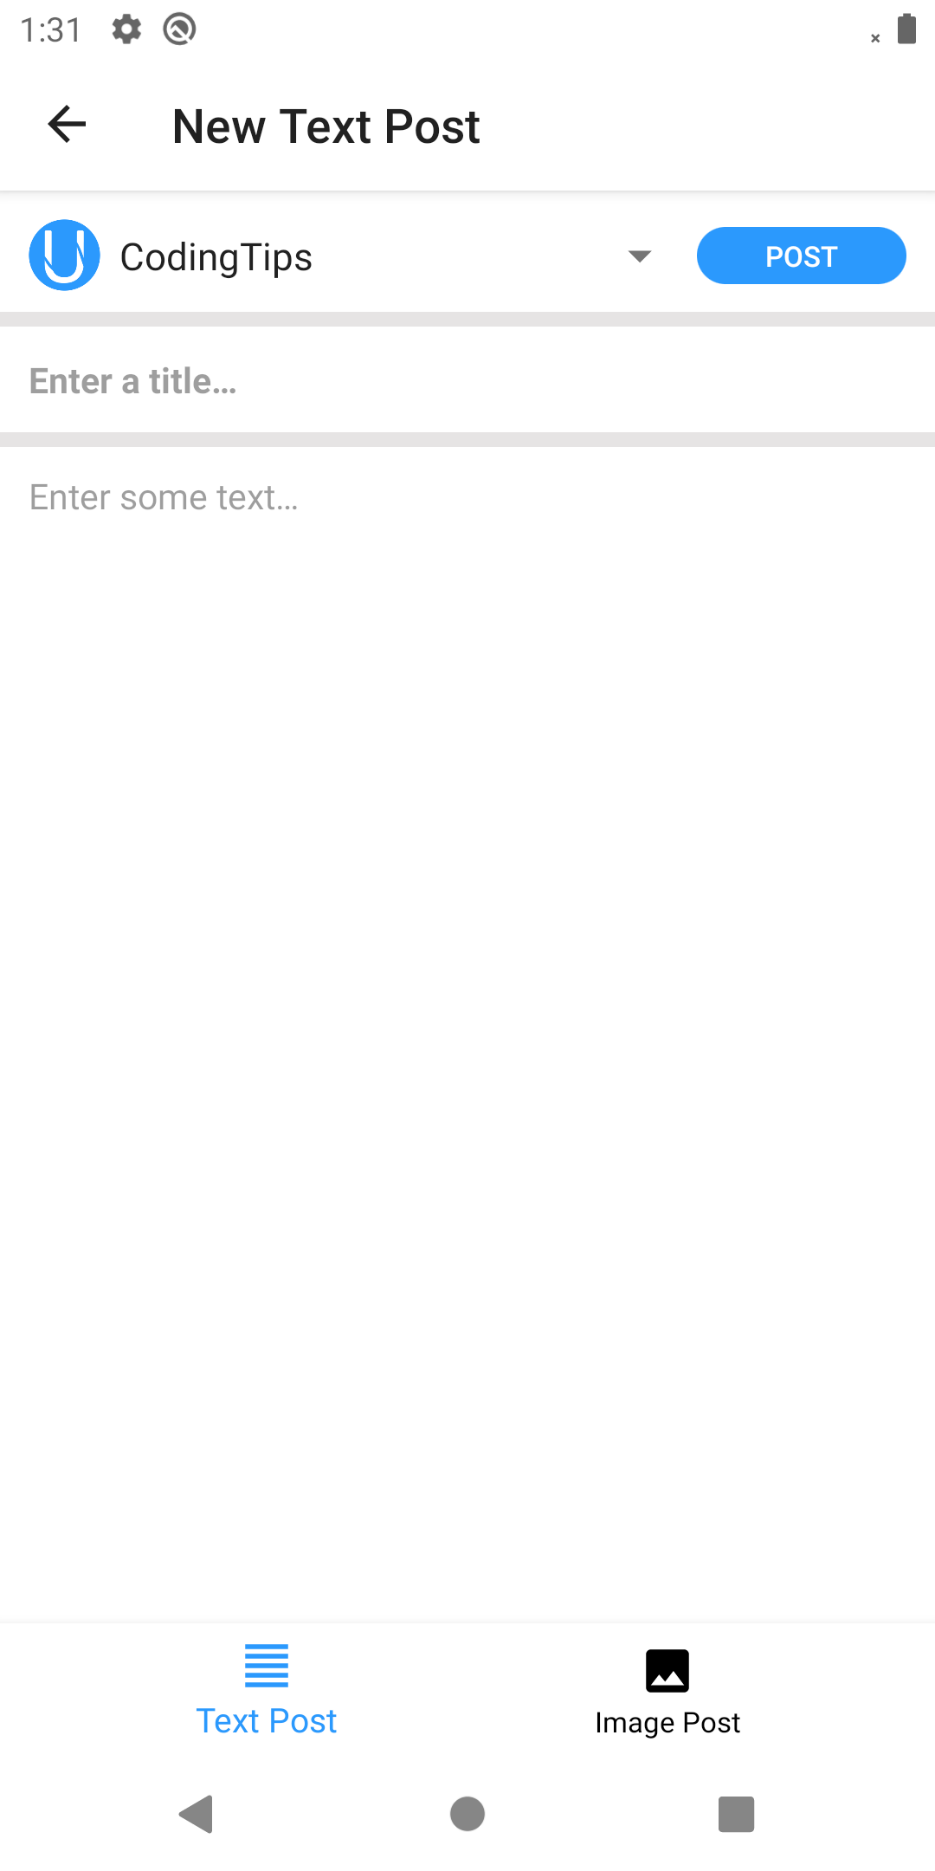 1:31
New Text Post
CodingTips
POST
Enter a title...
Enter some text...
Text Post
Image Post